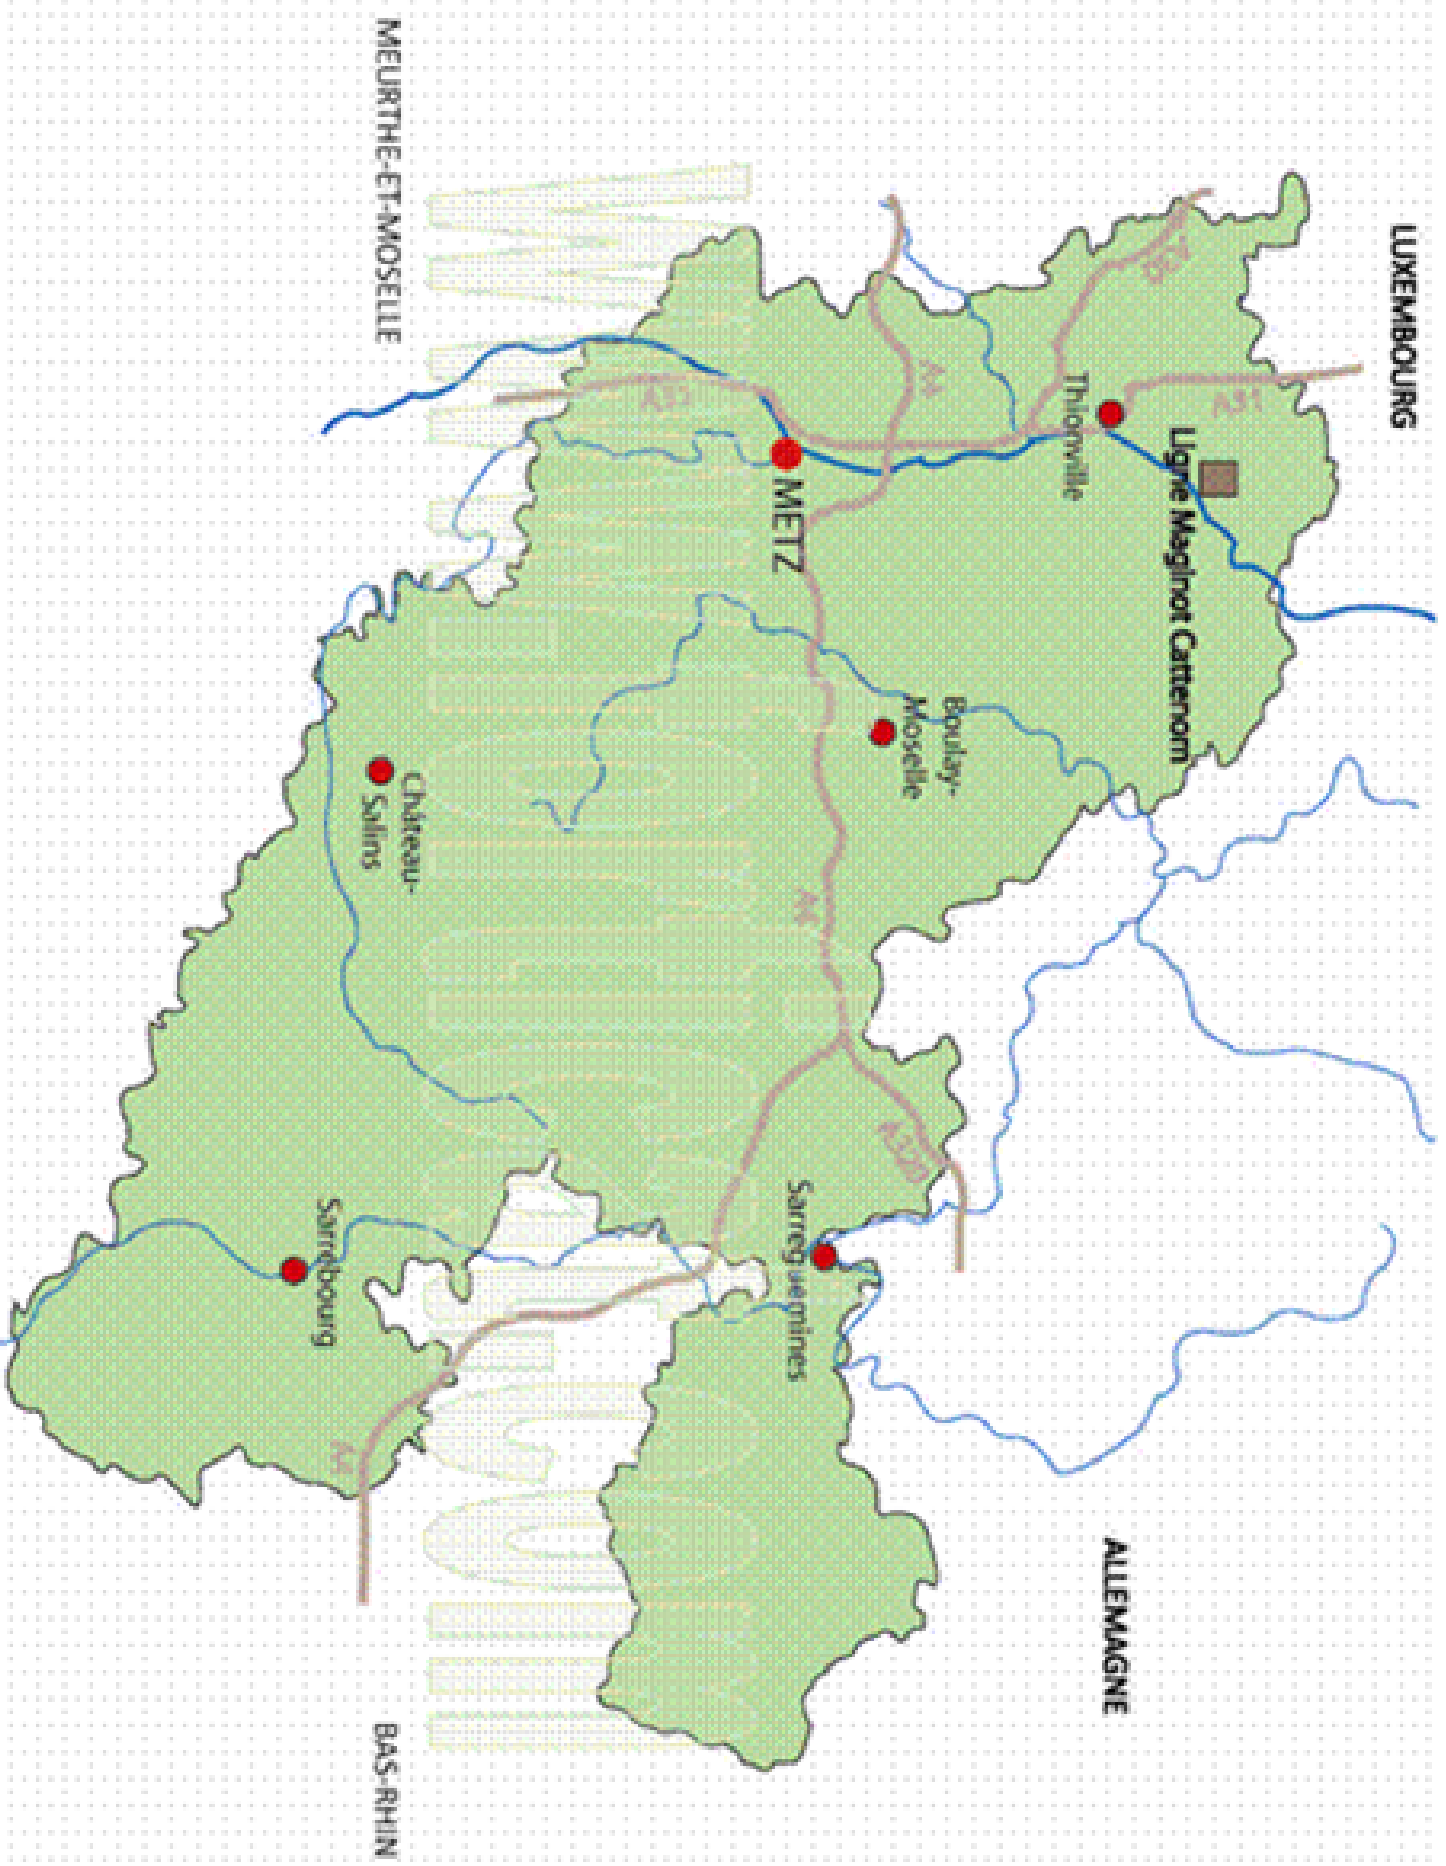 LUXEMBOURG
A30
A31
Thionville
Ligne Maginot Cattenom
A4
Boulay-
Moselle
ALLEMAGNE
METZ
A4
A320
Sarreguemines
Château-
Salins
Sarrebourg
A4
MEURTHE-ET-MOSELLE
BAS-RHIN